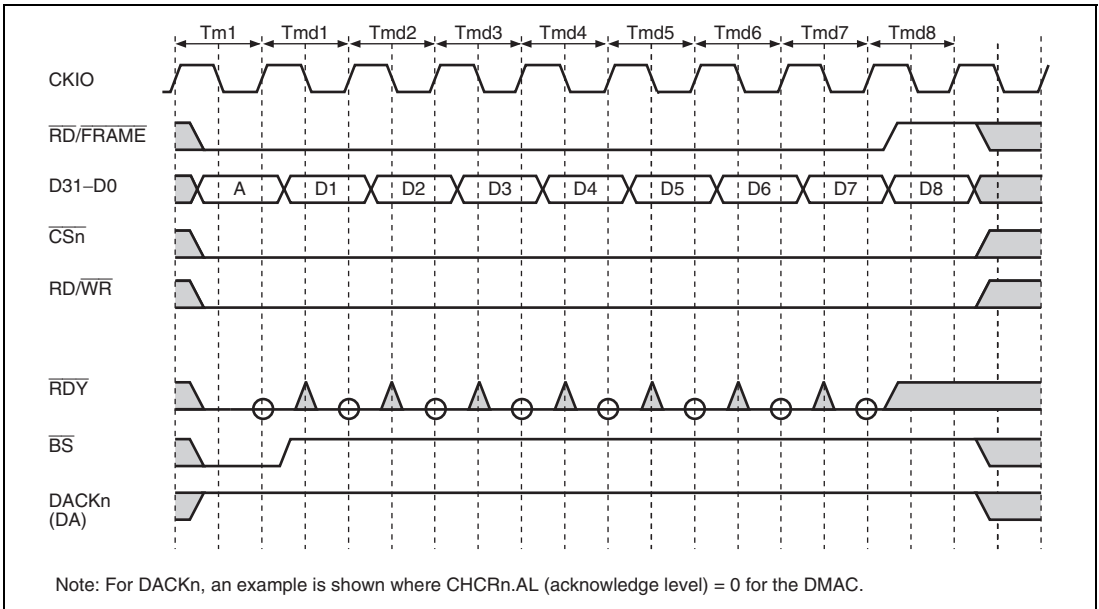 Tm1 Tmd1 Tmd2 Tmd3 Tmd4 Tmd5 Tmd6 Tmd7 Tmd8
CKIO
RD/FRAME
D31–D0 A D1 D2 D3 D4 D5 D6 D7 D8
CSn
RD/WR
RDY
BS
DACKn
(DA)
Note: For DACKn, an example is shown where CHCRn.AL (acknowledge level) = 0 for the DMAC.